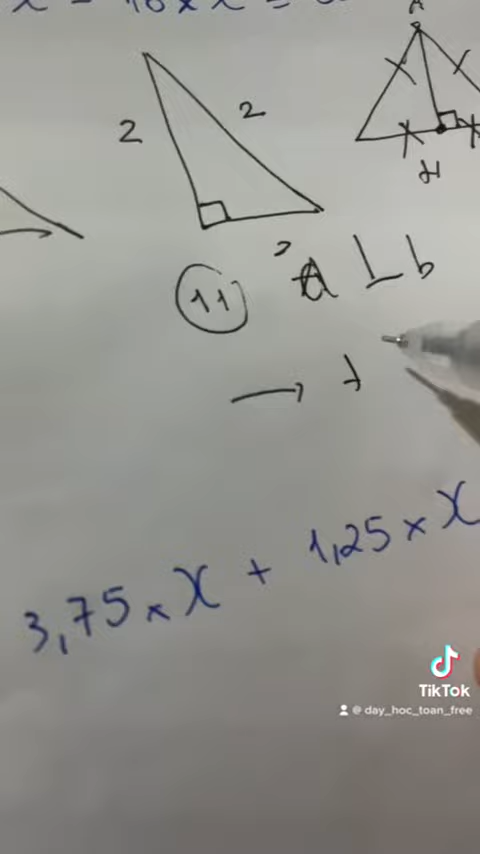 A
2
2
H
11 a ⊥ b
3,75 x X + 1,25 x X
TikTok
@ day_hoc_toan_free